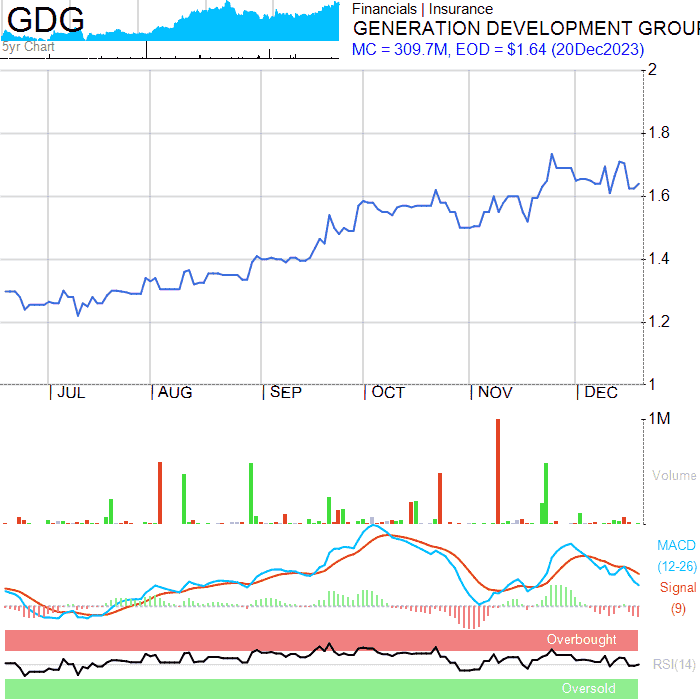 GDG
5yr Chart
Financials | Insurance
GENERATION DEVELOPMENT GROU
MC = 309.7M, EOD = $1.64 (20Dec2023)
2
1.8
1.6
1.4
1.2
1
JUL AUG SEP OCT NOV DEC
1M
Volume
MACD
(12-26)
Signal
(9)
Overbought
RSI(14)
Oversold